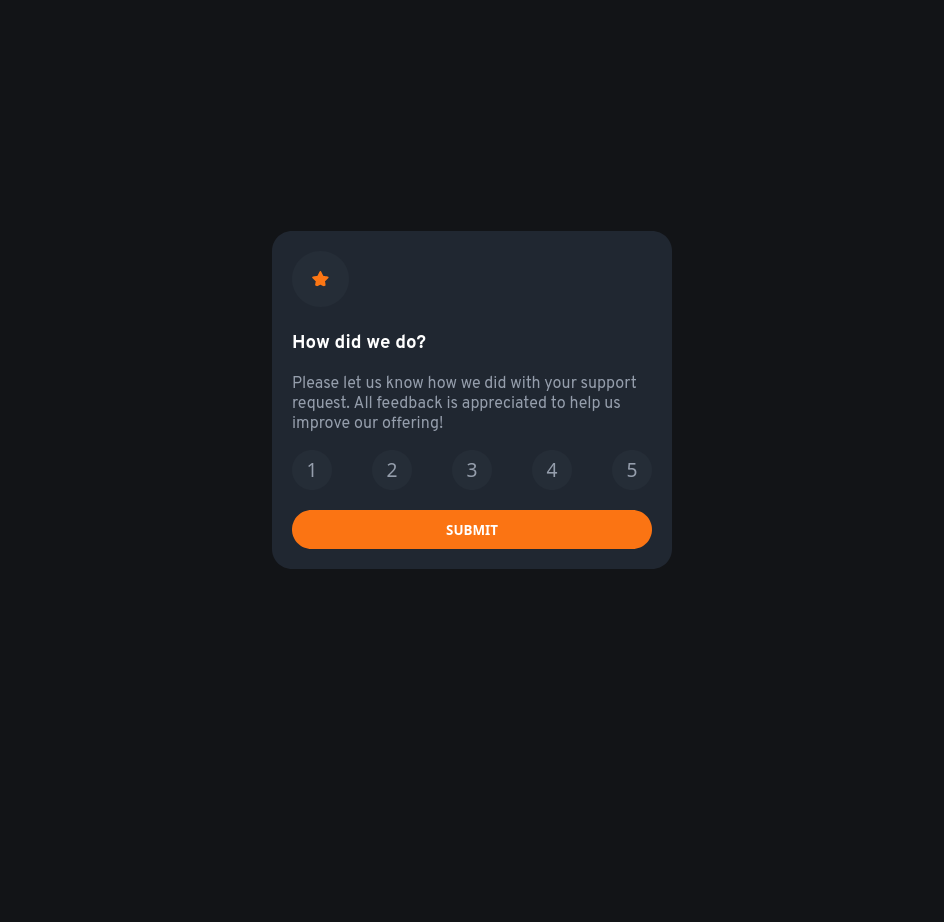 How did we do?
Please let us know how we did with your support
request. All feedback is appreciated to help us
improve our offering!
1 2 3 4 5
SUBMIT